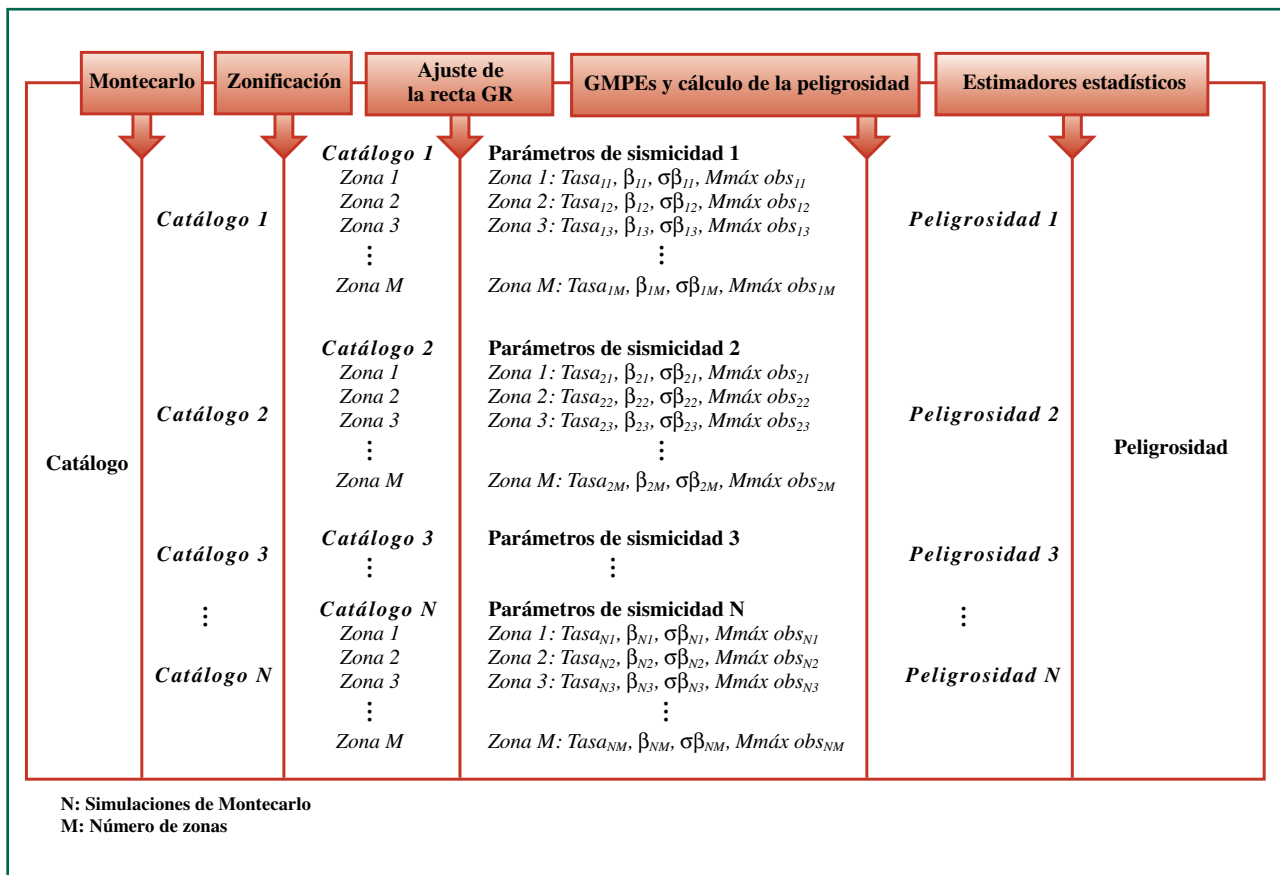 Montecarlo
Zonificación
Ajuste de
la recta GR
GMPEs y cálculo de la peligrosidad
Estimadores estadísticos
Catálogo
Catálogo 1
Catálogo 2
Catálogo 3
⋮
Catálogo N
Catálogo 1
Zona 1
Zona 2
Zona 3
⋮
Zona M
Catálogo 2
Zona 1
Zona 2
Zona 3
⋮
Zona M
Catálogo 3
⋮
Catálogo N
Zona 1
Zona 2
Zona 3
⋮
Zona M
Parámetros de sismicidad 1
Zona 1: Tasa11, β11, σβ11, Mmáx obs11
Zona 2: Tasa12, β12, σβ12, Mmáx obs12
Zona 3: Tasa13, β13, σβ13, Mmáx obs13
⋮
Zona M: Tasa1M, β1M, σβ1M, Mmáx obs1M
Parámetros de sismicidad 2
Zona 1: Tasa21, β21, σβ21, Mmáx obs21
Zona 2: Tasa22, β22, σβ22, Mmáx obs22
Zona 3: Tasa23, β23, σβ23, Mmáx obs23
⋮
Zona M: Tasa2M, β2M, σβ2M, Mmáx obs2M
Parámetros de sismicidad 3
⋮
Parámetros de sismicidad N
Zona 1: TasaN1, βN1, σβN1, Mmáx obsN1
Zona 2: TasaN2, βN2, σβN2, Mmáx obsN2
Zona 3: TasaN3, βN3, σβN3, Mmáx obsN3
⋮
Zona M: TasaNM, βNM, σβNM, Mmáx obsNM
Peligrosidad 1
Peligrosidad 2
Peligrosidad 3
⋮
Peligrosidad N
Peligrosidad
N: Simulaciones de Montecarlo
M: Número de zonas